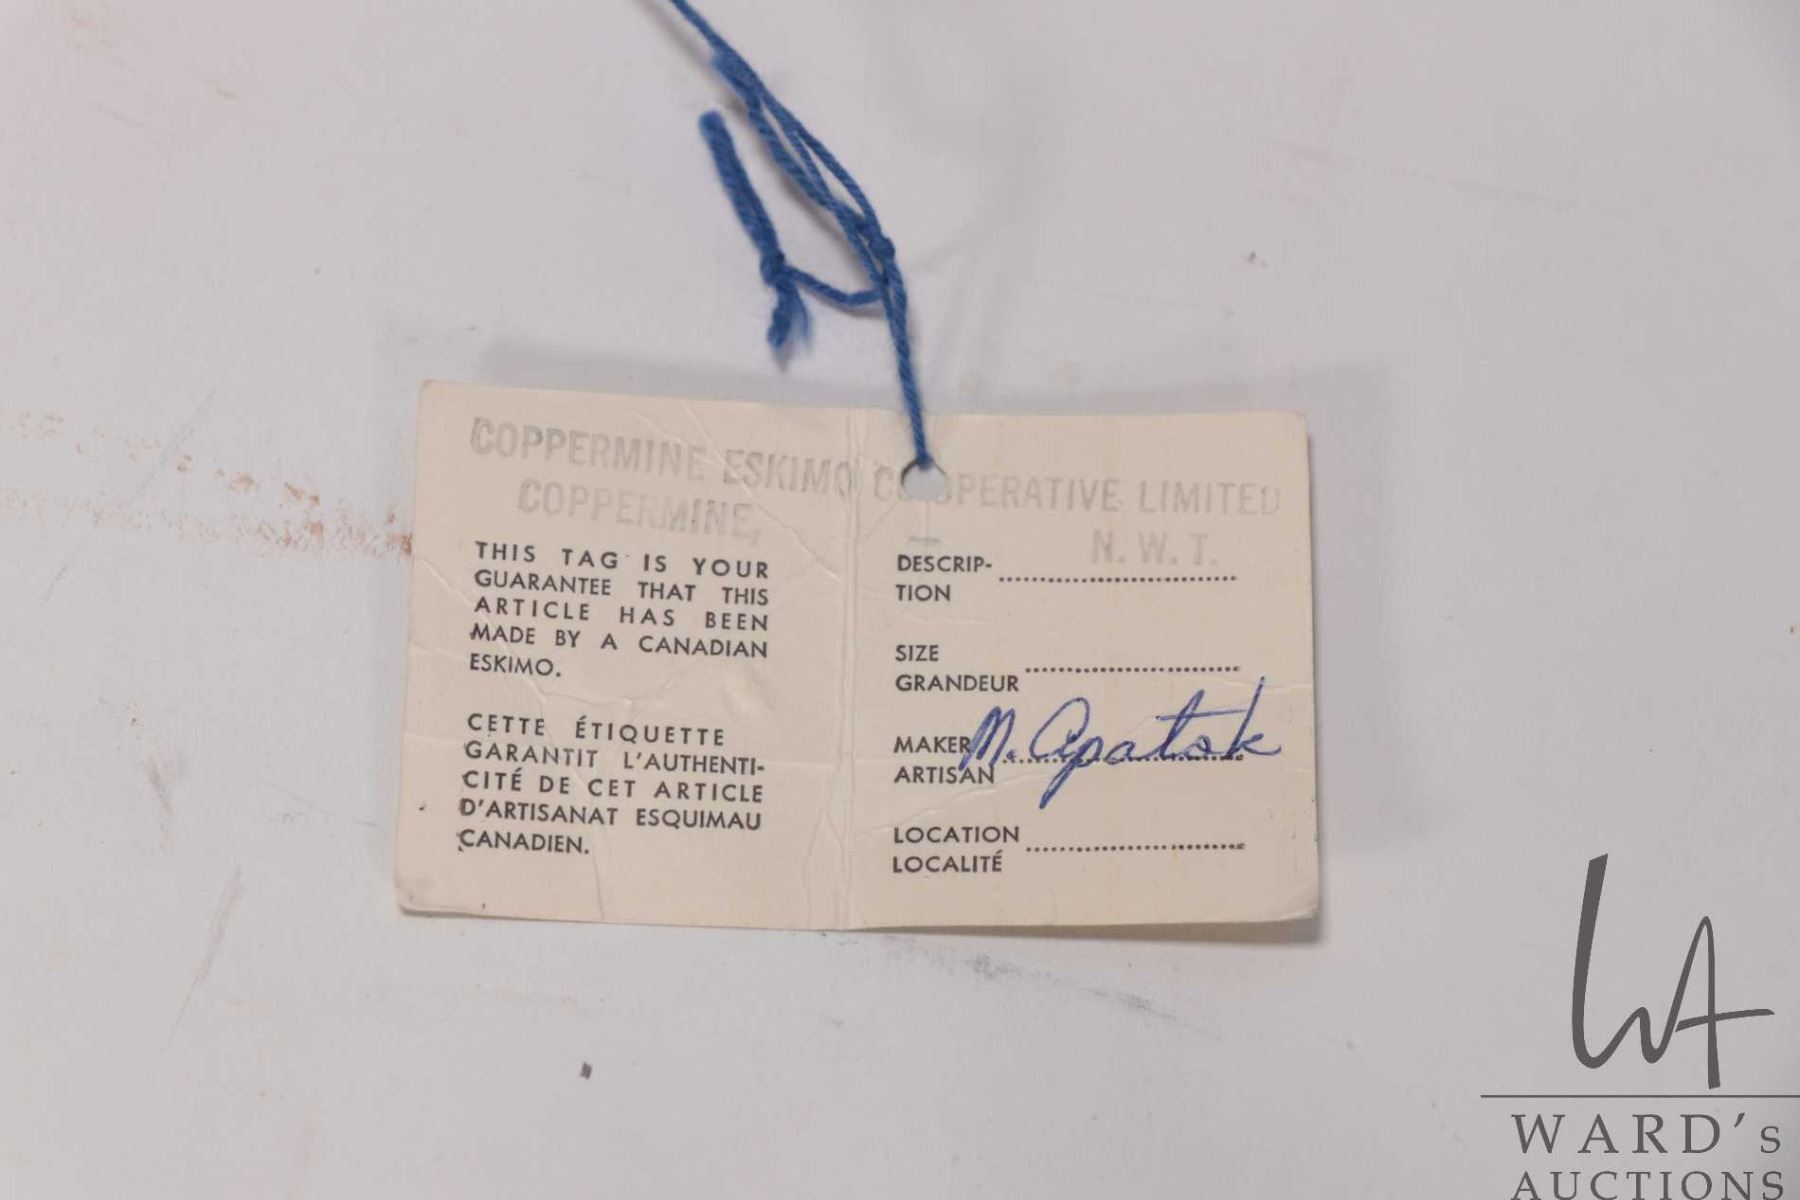 COPPERMINE ESKIMO CO-OPERATIVE LIMITED
COPPERMINE, N.W.T.
THIS TAG IS YOUR
GUARANTEE THAT THIS
ARTICLE HAS BEEN
MADE BY A CANADIAN
ESKIMO.
CETTE ÉTIQUETTE
GARANTIT L'AUTHENTI-
CITÉ DE CET ARTICLE
D'ARTISANAT ESQUIMAU
CANADIEN.
DESCRIP-
TION
SIZE
GRANDEUR
MAKER M. Apatok
ARTISAN
LOCATION
LOCALITÉ
WA
WARD's
AUCTIONS